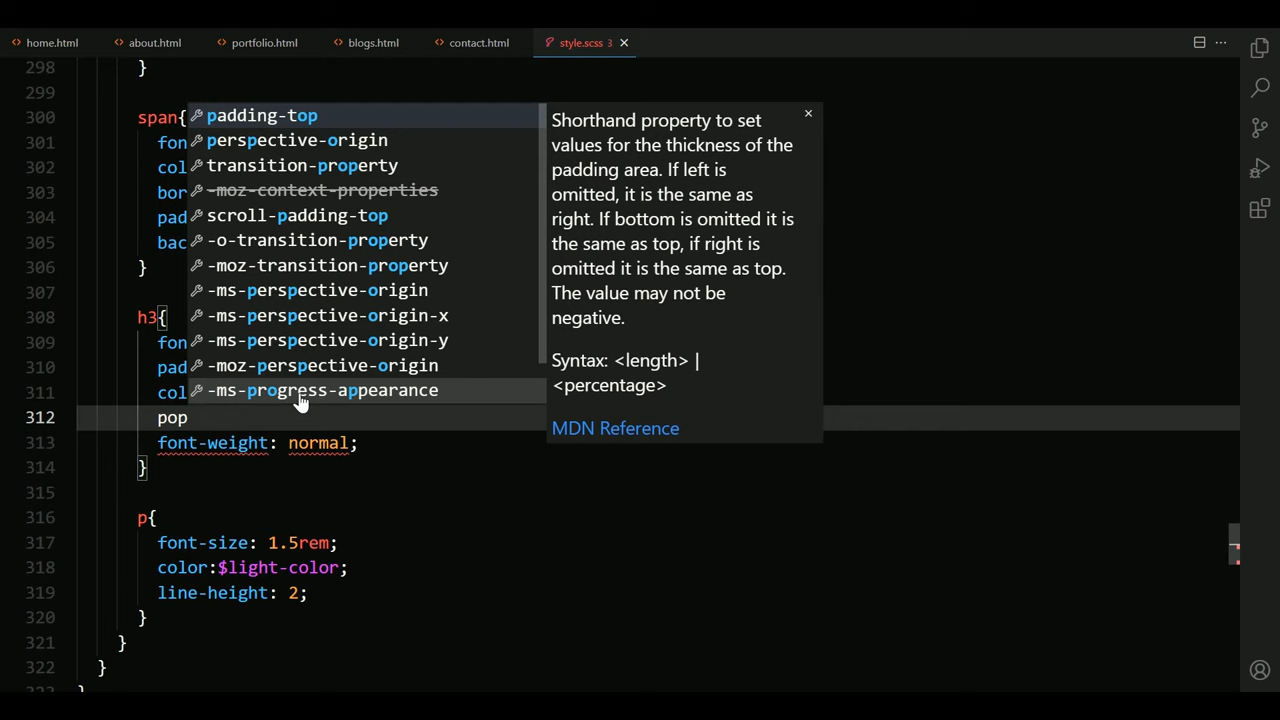 home.html about.html portfolio.html blogs.html contact.html style.scss 3
298 }
299
300 span{
301 fon
302 col
303 bor
304 pad
305 bac
306 }
307
308 h3{
309 fon
310 pad
311 col
312 pop
313 font-weight: normal;
314 }
315
316 p{
317 font-size: 1.5rem;
318 color:$light-color;
319 line-height: 2;
320 }
321 }
322 }
padding-top
perspective-origin
transition-property
-moz-context-properties
scroll-padding-top
-o-transition-property
-moz-transition-property
-ms-perspective-origin
-ms-perspective-origin-x
-ms-perspective-origin-y
-moz-perspective-origin
-ms-progress-appearance
Shorthand property to set
values for the thickness of the
padding area. If left is
omitted, it is the same as
right. If bottom is omitted it is
the same as top, if right is
omitted it is the same as top.
The value may not be
negative.
Syntax: <length> |
<percentage>
MDN Reference